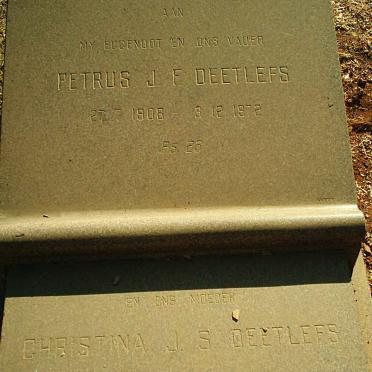 AAN
MY EGGENOOT EN ONS VADER
PETRUS J. F. DEETLEFS
27.7.1908 - 8.12.1972
Ps. 23
EN ONS MOEDER
CHRISTINA J. S. DEETLEFS